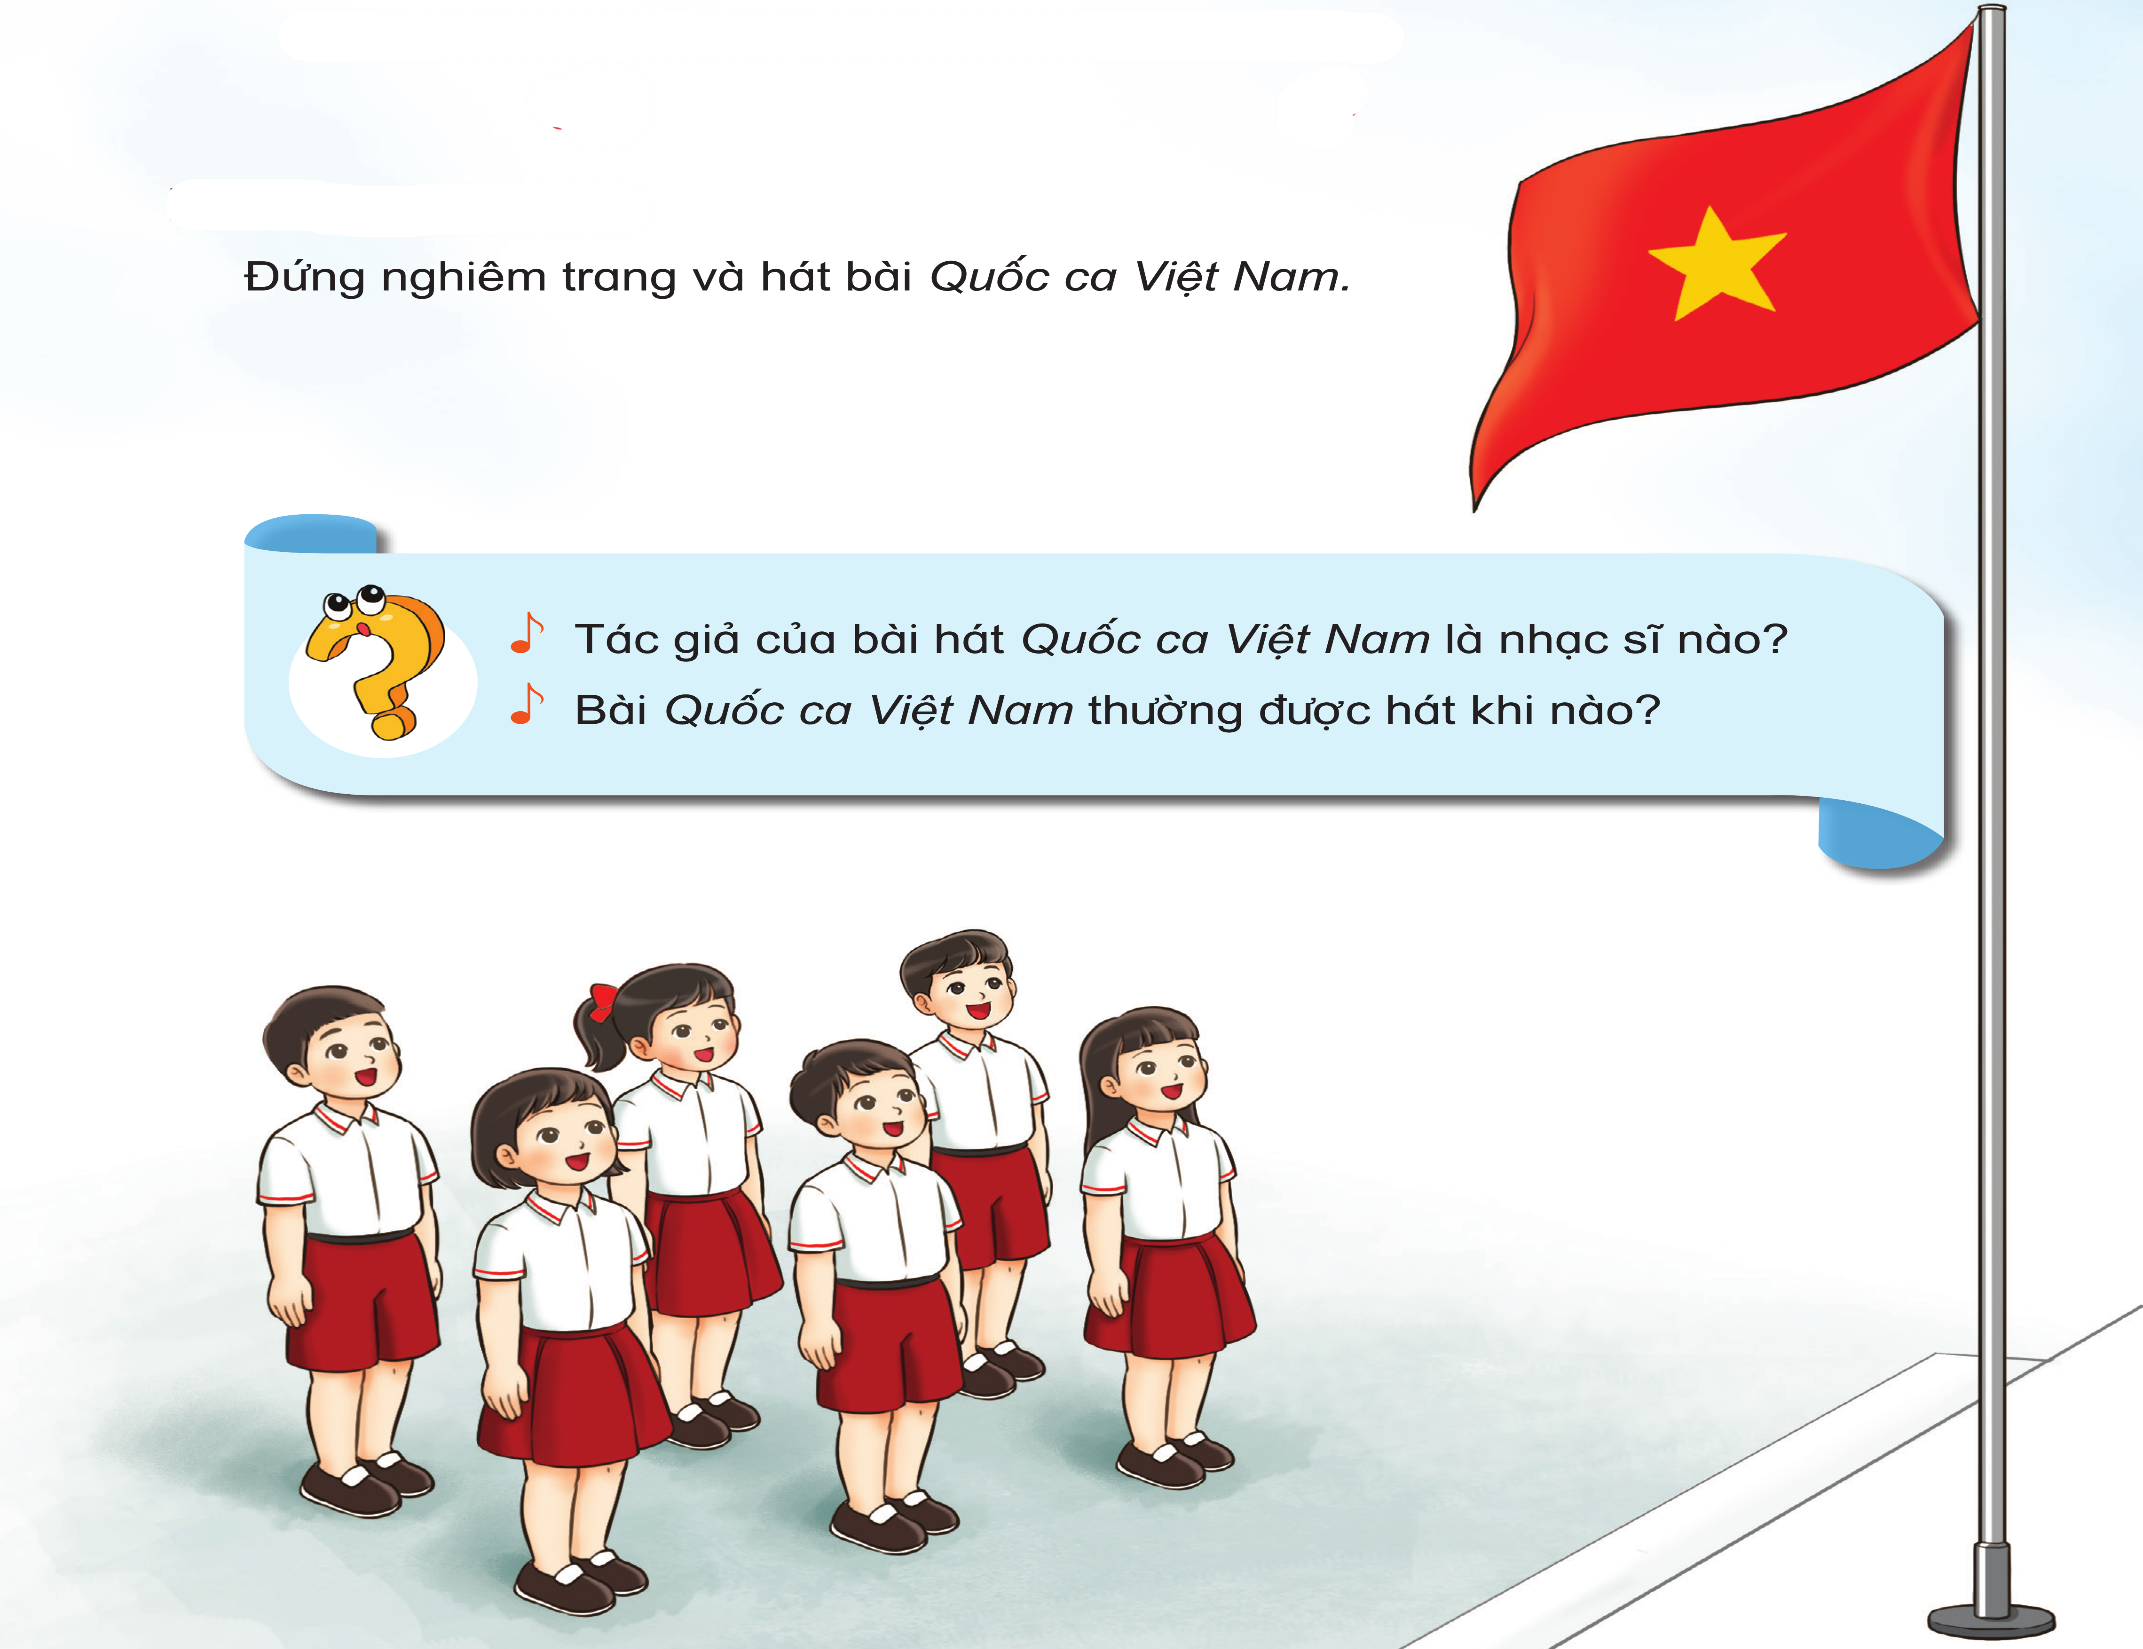 Đứng nghiêm trang và hát bài Quốc ca Việt Nam.
Tác giả của bài hát Quốc ca Việt Nam là nhạc sĩ nào?
Bài Quốc ca Việt Nam thường được hát khi nào?